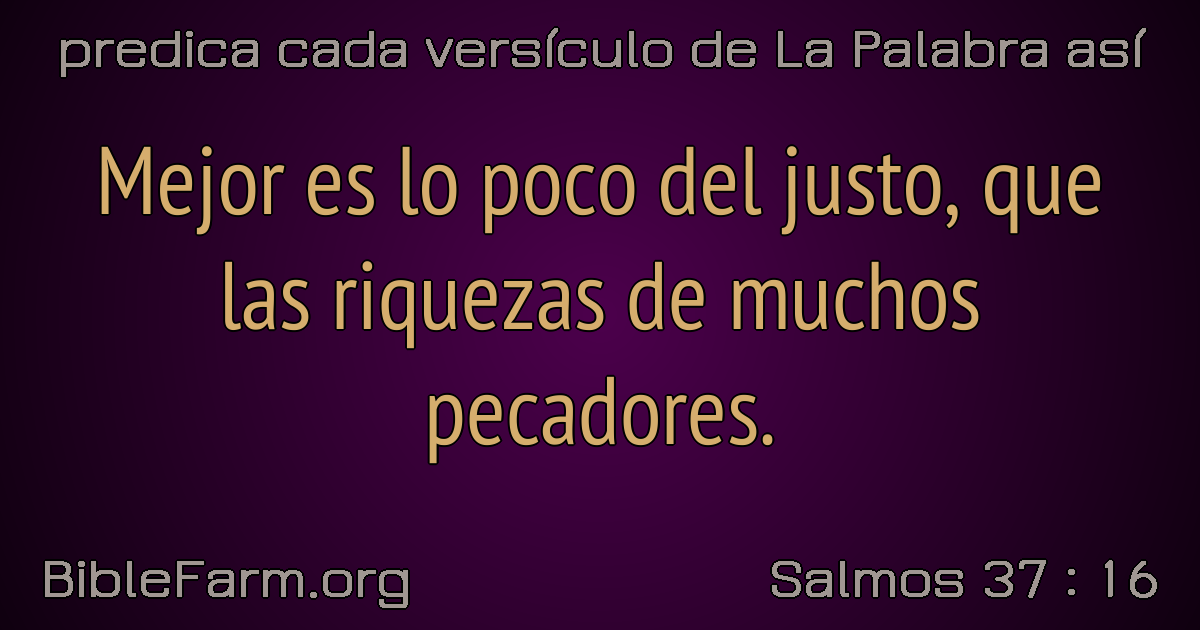 predica cada versículo de La Palabra así
Mejor es lo poco del justo, que
las riquezas de muchos
pecadores.
BibleFarm.org
Salmos 37 : 16